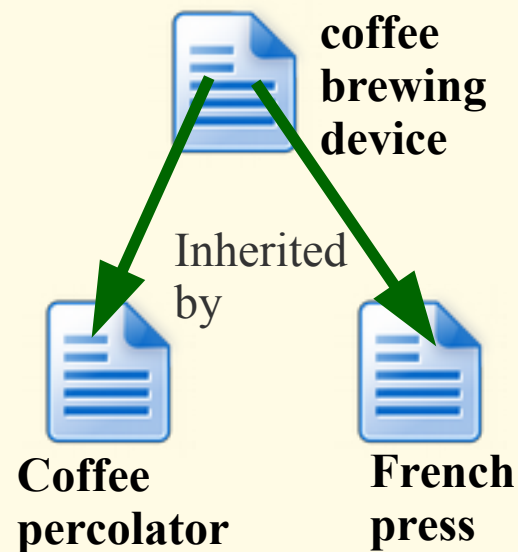 coffee
brewing
device
Inherited
by
Coffee
percolator
French
press